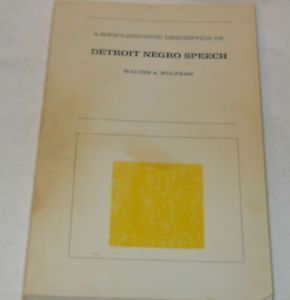 A SOCIOLINGUISTIC DESCRIPTION OF
DETROIT NEGRO SPEECH
WALTER A. WOLFRAM